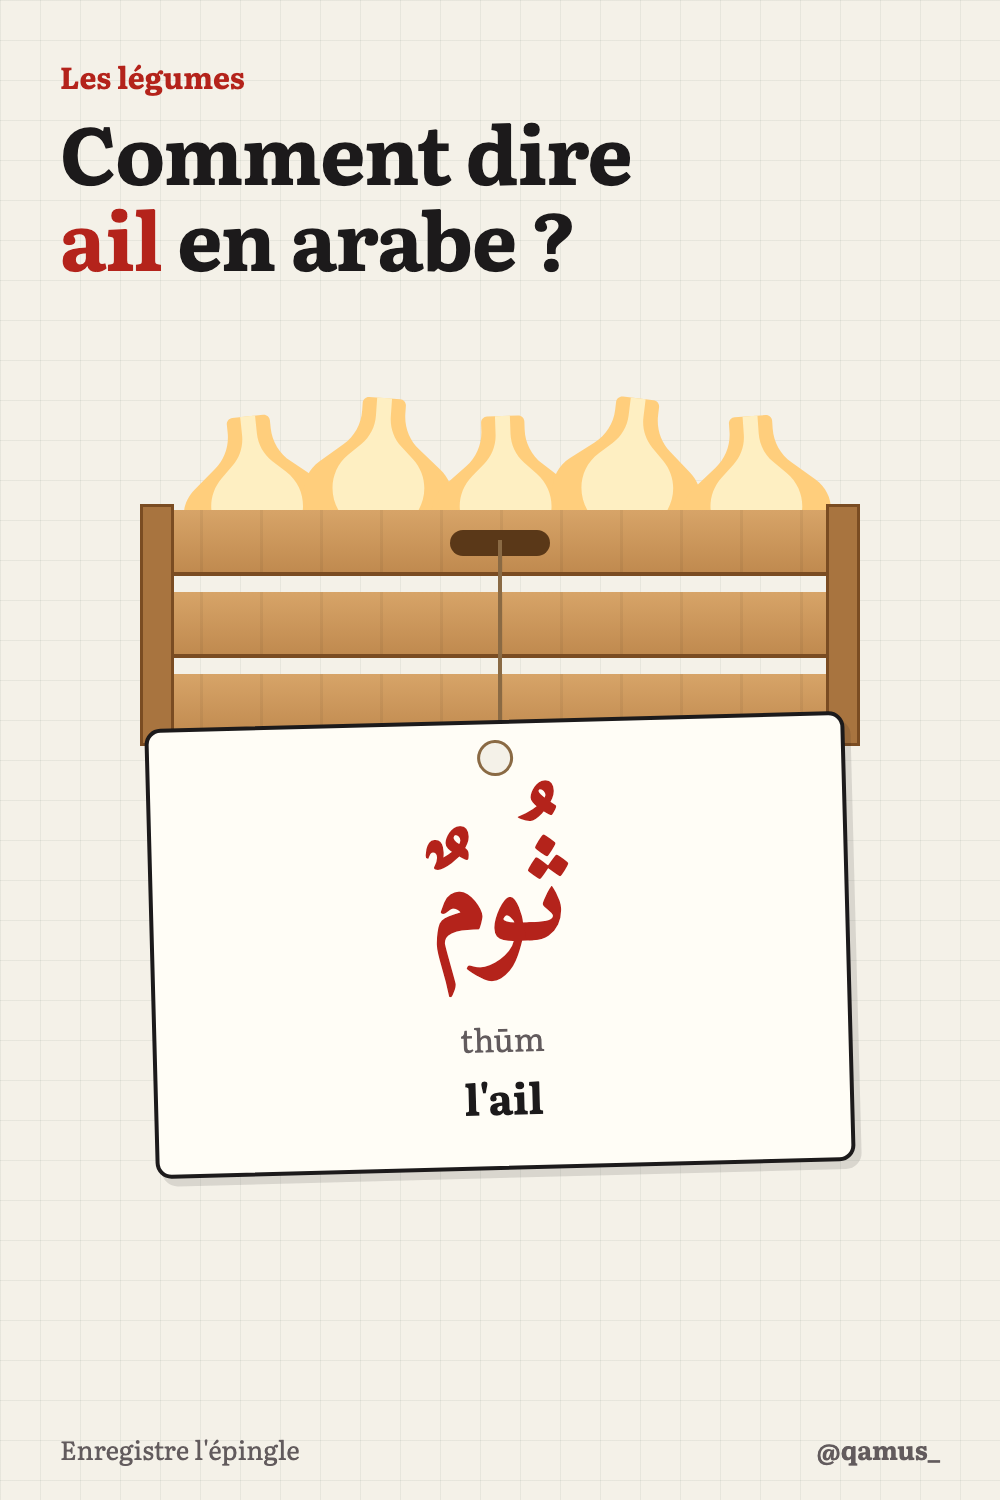 Les légumes
Comment dire
ail en arabe ?
ثُومٌ
thūm
l'ail
Enregistre l'épingle
@qamus_